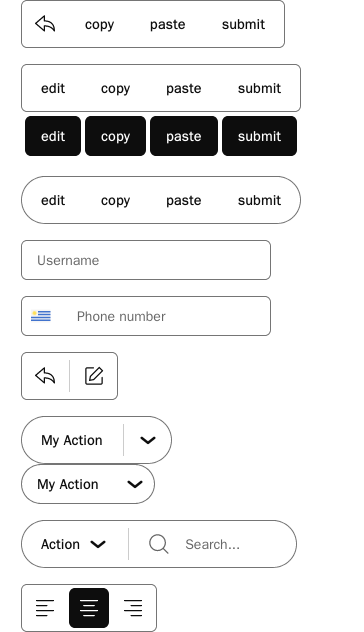 copy paste submit
edit copy paste submit
edit copy paste submit
edit copy paste submit
Username
Phone number
My Action
My Action
Action Search...